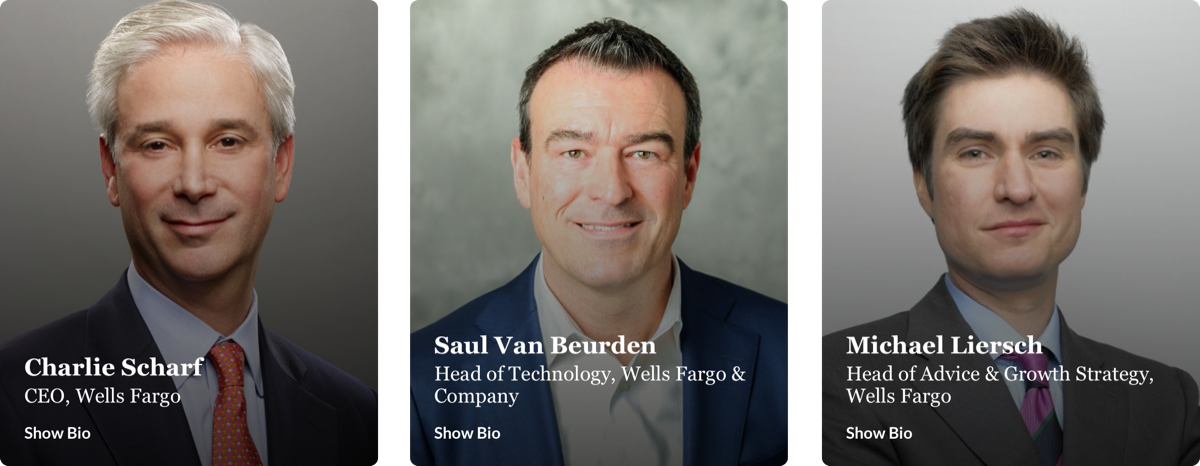 Charlie Scharf
CEO, Wells Fargo
Show Bio
Saul Van Beurden
Head of Technology, Wells Fargo &
Company
Show Bio
Michael Liersch
Head of Advice & Growth Strategy,
Wells Fargo
Show Bio